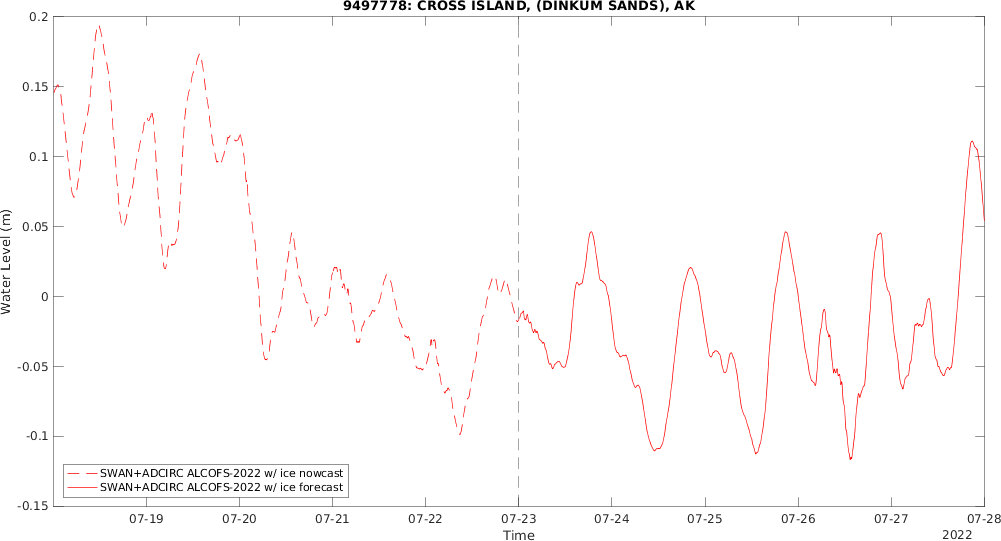 9497778: CROSS ISLAND, (DINKUM SANDS), AK
0.2
0.15
0.1
0.05
0
-0.05
-0.1
-0.15
Water Level (m)
SWAN+ADCIRC ALCOFS-2022 w/ ice nowcast
SWAN+ADCIRC ALCOFS-2022 w/ ice forecast
07-19 07-20 07-21 07-22 07-23 07-24 07-25 07-26 07-27 07-28
Time
2022